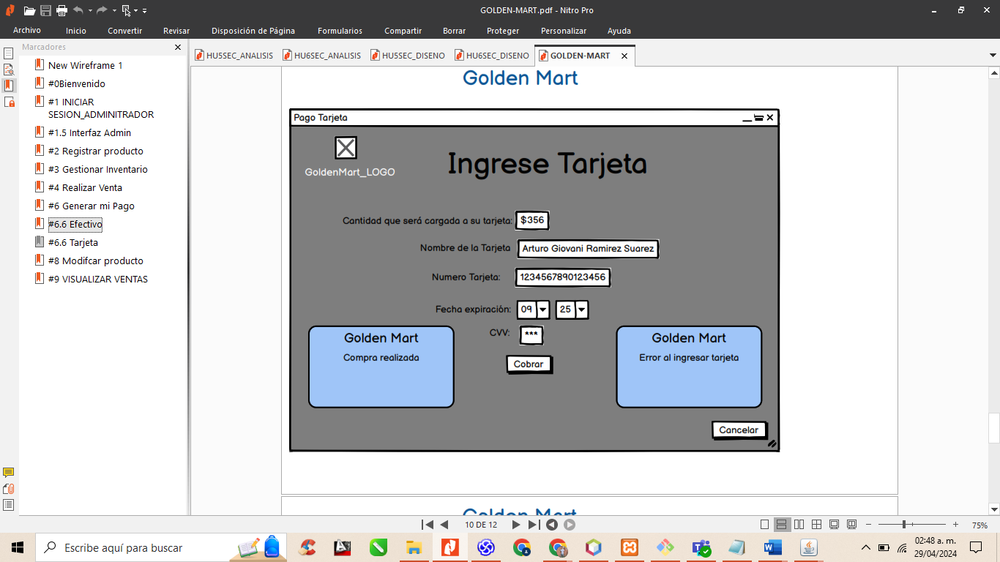 GOLDEN-MART.pdf - Nitro Pro
Archivo Inicio Convertir Revisar Disposición de Página Formularios Compartir Borrar Proteger Personalizar Ayuda
Marcadores
HU5SEC_ANALISIS HU6SEC_ANALISIS HU5SEC_DISENO HU6SEC_DISENO GOLDEN-MART
New Wireframe 1
#0Bienvenido
#1 INICIAR
SESION_ADMINITRADOR
#1.5 Interfaz Admin
#2 Registrar producto
#3 Gestionar Inventario
#4 Realizar Venta
#6 Generar mi Pago
#6.6 Efectivo
#6.6 Tarjeta
#8 Modifcar producto
#9 VISUALIZAR VENTAS
Golden Mart
Pago Tarjeta
GoldenMart_LOGO
Ingrese Tarjeta
Cantidad que será cargada a su tarjeta: $356
Nombre de la Tarjeta Arturo Giovani Ramirez Suarez
Numero Tarjeta: 1234567890123456
Fecha expiración: 09 25
CVV: ***
Cobrar
Golden Mart
Compra realizada
Golden Mart
Error al ingresar tarjeta
Cancelar
Golden Mart
10 DE 12
75%
Escribe aquí para buscar
02:48 a. m.
29/04/2024